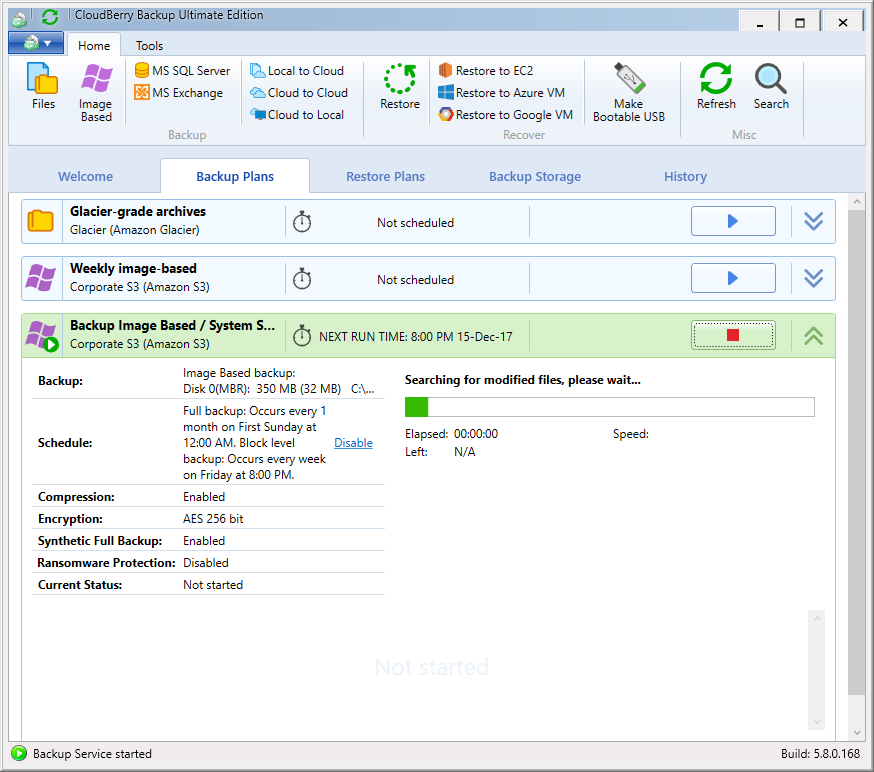 CloudBerry Backup Ultimate Edition
Home
Tools
Files
Image
Based
MS SQL Server
MS Exchange
Local to Cloud
Cloud to Cloud
Cloud to Local
Backup
Restore
Restore to EC2
Restore to Azure VM
Restore to Google VM
Recover
Make
Bootable USB
Refresh
Search
Misc
Welcome
Backup Plans
Restore Plans
Backup Storage
History
Glacier-grade archives
Glacier (Amazon Glacier)
Not scheduled
Weekly image-based
Corporate S3 (Amazon S3)
Not scheduled
Backup Image Based / System S...
Corporate S3 (Amazon S3)
NEXT RUN TIME: 8:00 PM 15-Dec-17
Backup:
Image Based backup:
Disk 0(MBR): 350 MB (32 MB) C:\...
Schedule:
Full backup: Occurs every 1
month on First Sunday at
12:00 AM. Block level
backup: Occurs every week
on Friday at 8:00 PM.
Disable
Compression: Enabled
Encryption: AES 256 bit
Synthetic Full Backup: Enabled
Ransomware Protection: Disabled
Current Status: Not started
Searching for modified files, please wait...
Elapsed: 00:00:00 Speed:
Left: N/A
Not started
Backup Service started
Build: 5.8.0.168